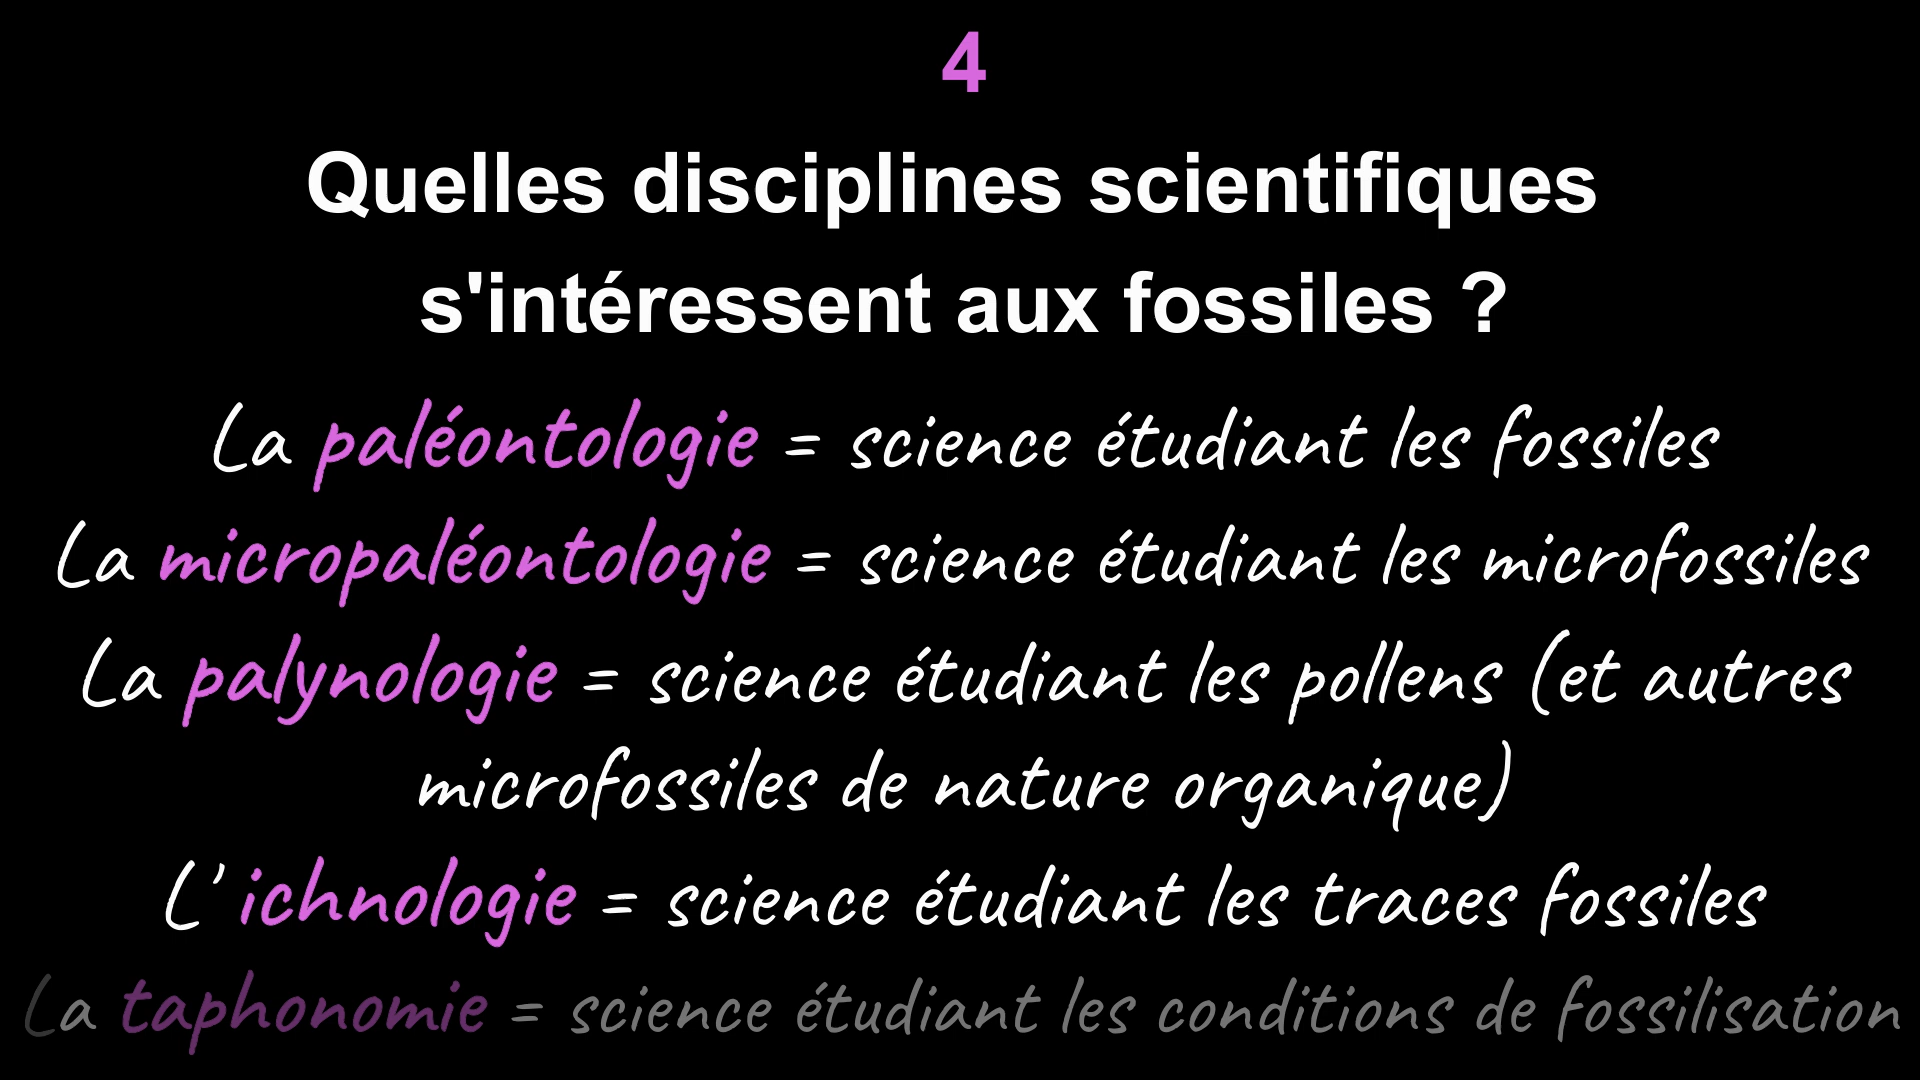 4
Quelles disciplines scientifiques
s'intéressent aux fossiles ?
La paléontologie = science étudiant les fossiles
La micropaléontologie = science étudiant les microfossiles
La palynologie = science étudiant les pollens (et autres
microfossiles de nature organique)
L' ichnologie = science étudiant les traces fossiles
La taphonomie = science étudiant les conditions de fossilisation